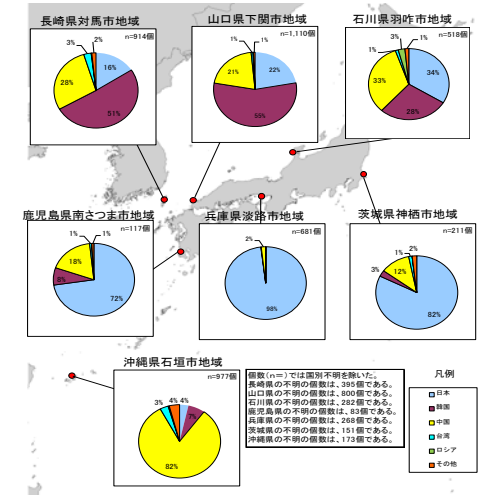 長崎県対馬市地域
n=914個
3%
2%
16%
28%
51%
山口県下関市地域
n=1,110個
1%
1%
22%
21%
55%
石川県羽咋市地域
n=518個
3%
1%
1%
34%
33%
28%
鹿児島県南さつま市地域
n=117個
1%
1%
18%
8%
72%
兵庫県淡路市地域
n=681個
2%
98%
茨城県神栖市地域
n=211個
2%
1%
12%
3%
82%
沖縄県石垣市地域
n=977個
4%
4%
3%
7%
82%
個数(n=)では国別不明を除いた。
長崎県の不明の個数は、395個である。
山口県の不明の個数は、800個である。
石川県の不明の個数は、282個である。
鹿児島県の不明の個数は、83個である。
兵庫県の不明の個数は、268個である。
茨城県の不明の個数は、151個である。
沖縄県の不明の個数は、173個である。
凡例
日本
韓国
中国
台湾
ロシア
その他